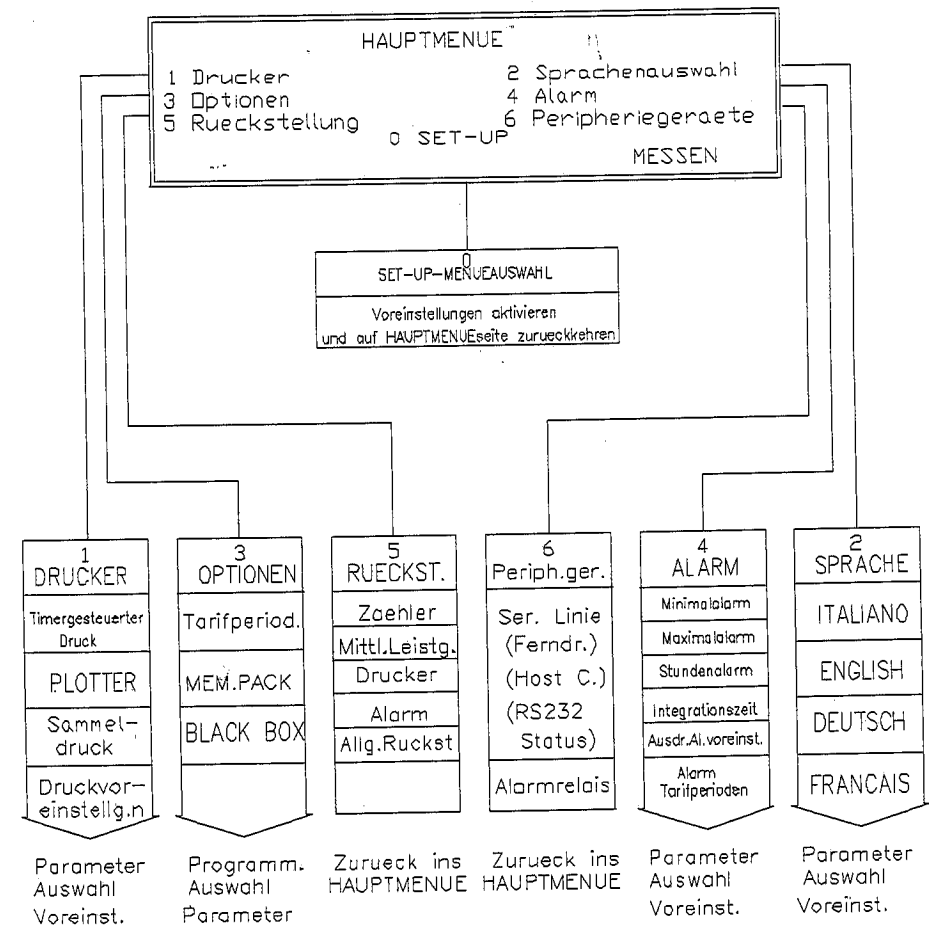 HAUPTMENUE
1 Drucker
2 Sprachenauswahl
3 Optionen
4 Alarm
5 Rueckstellung
6 Peripheriegeraete
0 SET-UP
MESSEN
0
SET-UP-MENUEAUSWAHL
Voreinstellungen aktivieren
und auf HAUPTMENUEseite zurueckkehren
1
DRUCKER
Timergesteuerter
Druck
PLOTTER
Sammel-
druck
Druckvor-
einstellg.n
Parameter
Auswahl
Voreinst.
3
OPTIONEN
Tarifperiod.
MEM.PACK
BLACK BOX
Programm.
Auswahl
Parameter
5
RUECKST.
Zaehler
Mittl.Leistg.
Drucker
Alarm
Allg.Ruckst
Zurueck ins
HAUPTMENUE
6
Periph.ger.
Ser. Linie
(Ferndr.)
(Host C.)
(RS232
Status)
Alarmrelais
Zurueck ins
HAUPTMENUE
4
ALARM
Minimalalarm
Maximalalarm
Stundenalarm
Integrationszeit
Ausdr.Al.voreinst.
Alarm
Tarifperioden
Parameter
Auswahl
Voreinst.
2
SPRACHE
ITALIANO
ENGLISH
DEUTSCH
FRANCAIS
Parameter
Auswahl
Voreinst.